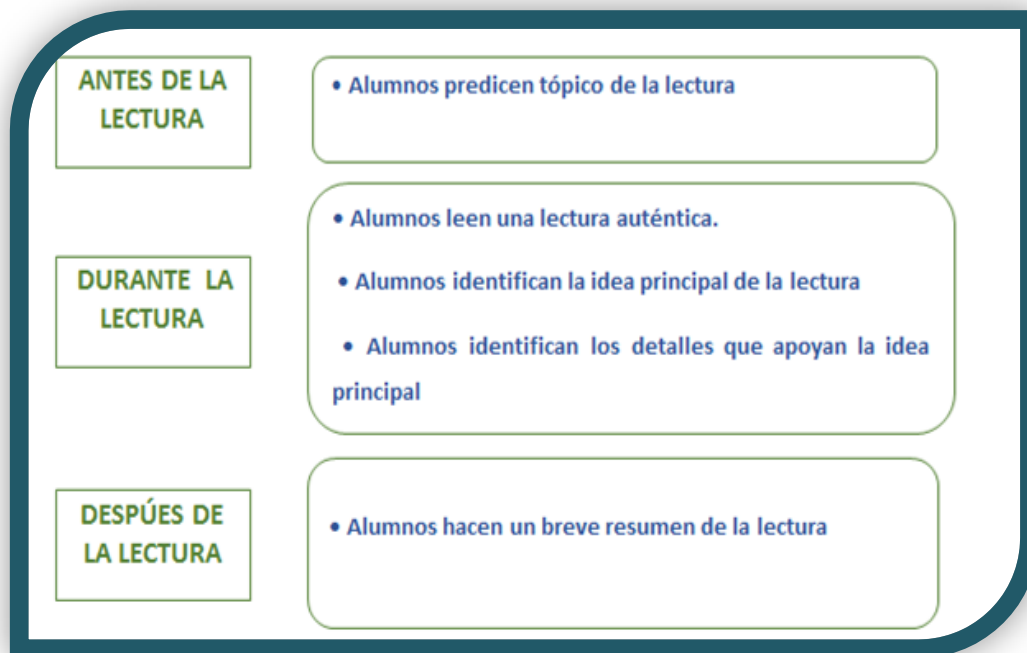 ANTES DE LA
LECTURA
• Alumnos predicen tópico de la lectura
DURANTE LA
LECTURA
• Alumnos leen una lectura auténtica.
• Alumnos identifican la idea principal de la lectura
• Alumnos identifican los detalles que apoyan la idea
principal
DESPÚES DE
LA LECTURA
• Alumnos hacen un breve resumen de la lectura